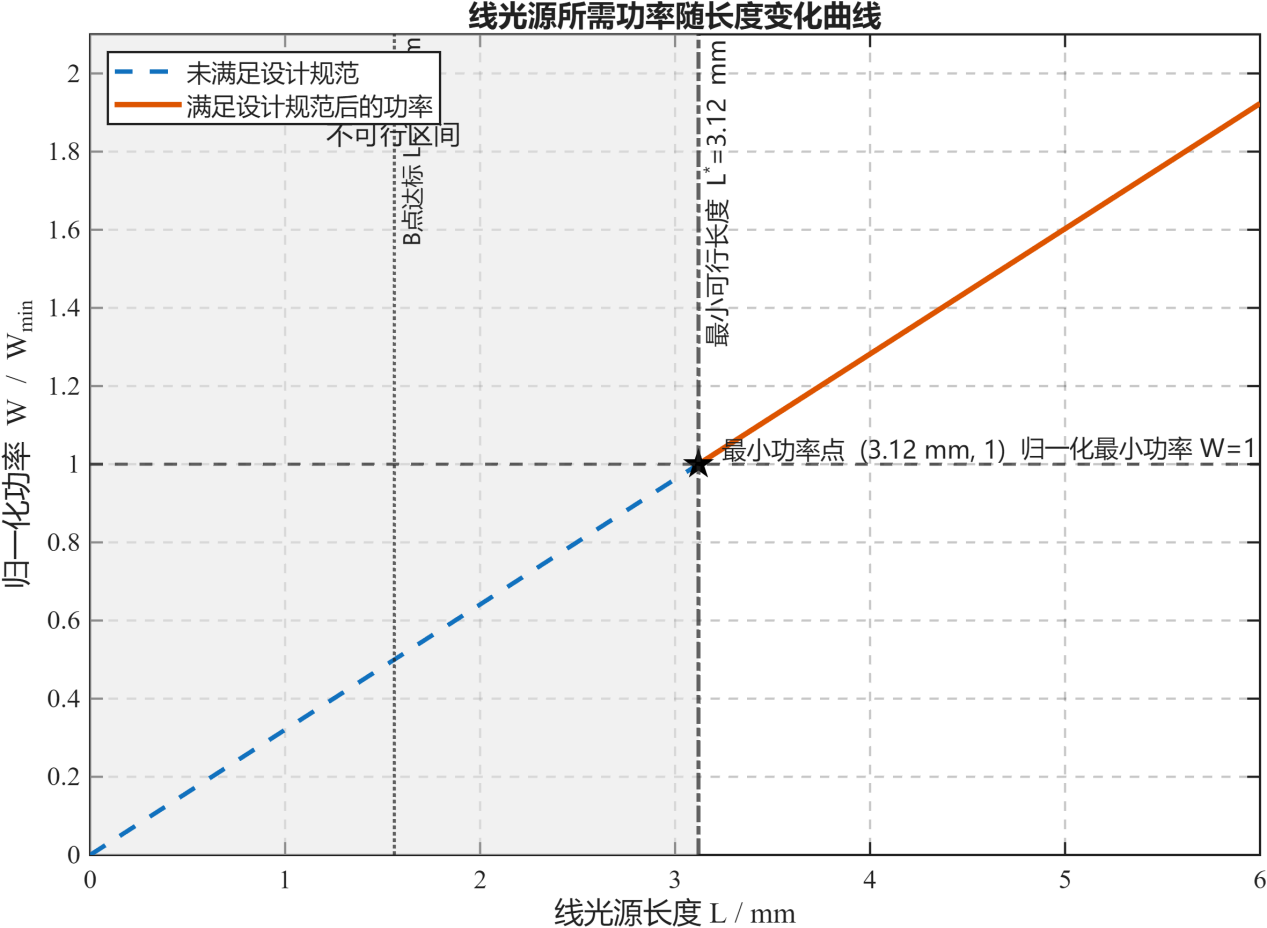 线光源所需功率随长度变化曲线
未满足设计规范
满足设计规范后的功率
不可行区间
B点达标 L
m
最小可行长度 L*=3.12 mm
最小功率点 (3.12 mm, 1)
归一化最小功率 W=1
归一化功率 W / Wmin
2
1.8
1.6
1.4
1.2
1
0.8
0.6
0.4
0.2
0
0 1 2 3 4 5 6
线光源长度 L / mm